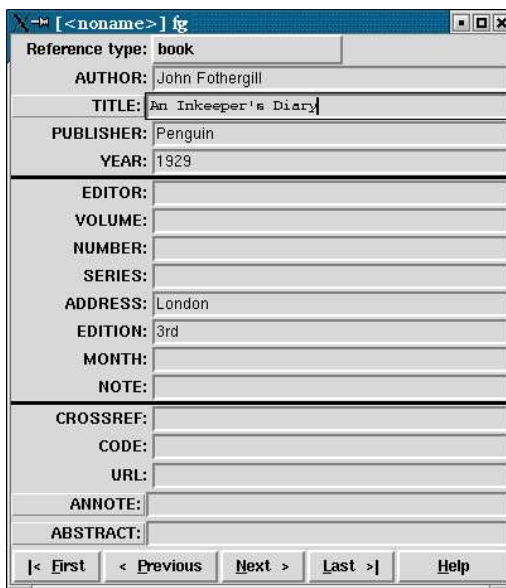 [<noname>] fg
Reference type: book
AUTHOR: John Fothergill
TITLE: An Inkeeper's Diary
PUBLISHER: Penguin
YEAR: 1929
EDITOR:
VOLUME:
NUMBER:
SERIES:
ADDRESS: London
EDITION: 3rd
MONTH:
NOTE:
CROSSREF:
CODE:
URL:
ANNOTE:
ABSTRACT:
|< First < Previous Next > Last >| Help